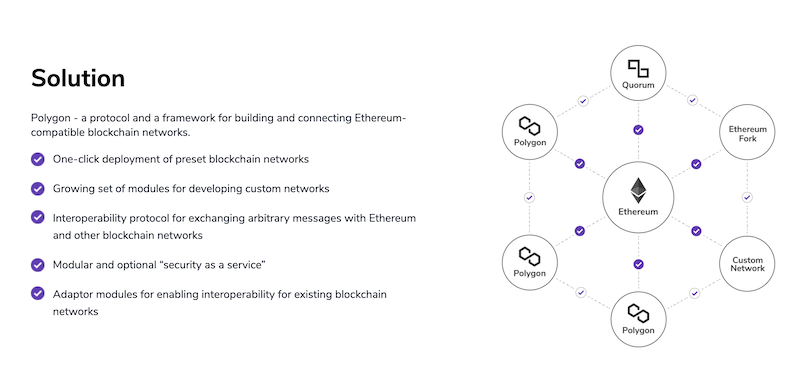 Solution
Polygon - a protocol and a framework for building and connecting Ethereum-
compatible blockchain networks.
One-click deployment of preset blockchain networks
Growing set of modules for developing custom networks
Interoperability protocol for exchanging arbitrary messages with Ethereum
and other blockchain networks
Modular and optional “security as a service”
Adaptor modules for enabling interoperability for existing blockchain
networks
Quorum
Polygon
Ethereum
Fork
Ethereum
Polygon
Custom
Network
Polygon